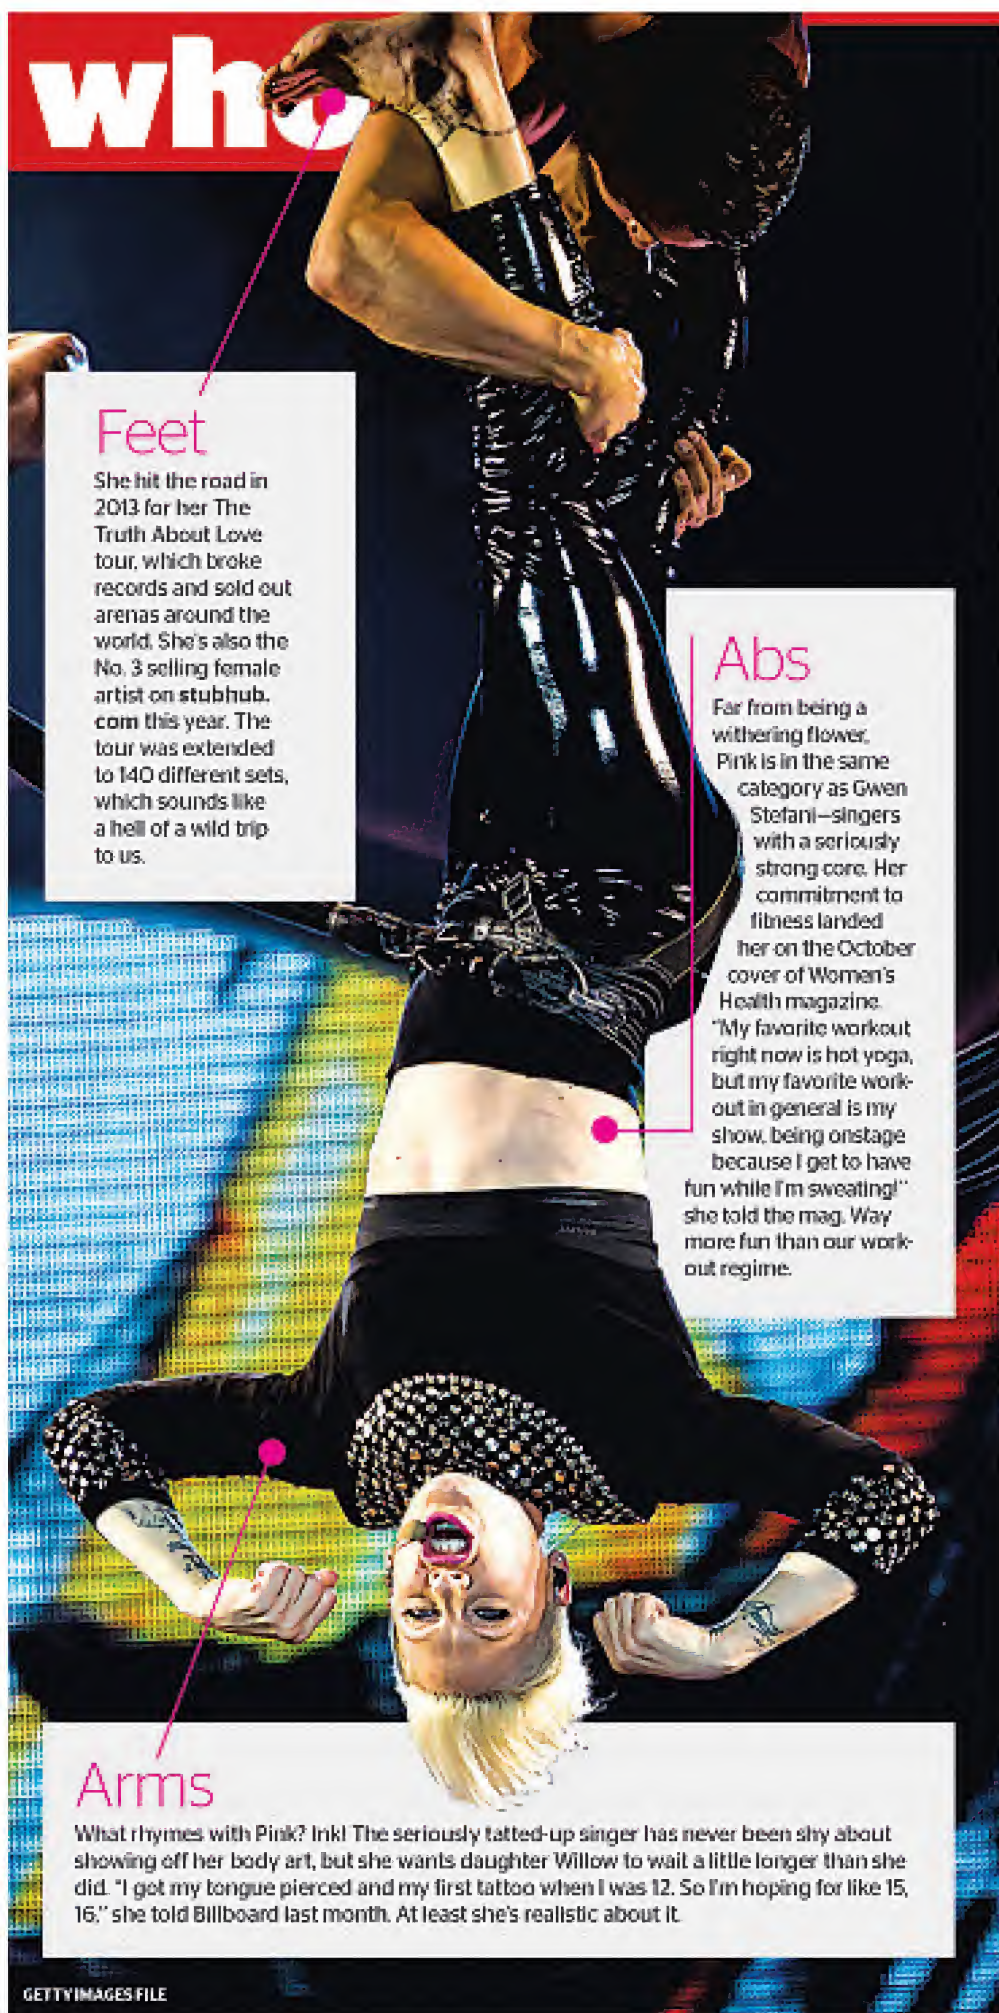 who
Feet
She hit the road in
2013 for her The
Truth About Love
tour, which broke
records and sold out
arenas around the
world. She's also the
No. 3 selling female
artist on stubhub.
com this year. The
tour was extended
to 140 different sets,
which sounds like
a hell of a wild trip
to us.
Abs
Far from being a
withering flower,
Pink is in the same
category as Gwen
Stefani—singers
with a seriously
strong core. Her
commitment to
fitness landed
her on the October
cover of Women's
Health magazine.
"My favorite workout
right now is hot yoga,
but my favorite work-
out in general is my
show, being onstage
because I get to have
fun while I'm sweating!"
she told the mag. Way
more fun than our work-
out regime.
Arms
What rhymes with Pink? Ink! The seriously tatted-up singer has never been shy about
showing off her body art, but she wants daughter Willow to wait a little longer than she
did. "I got my tongue pierced and my first tattoo when I was 12. So I'm hoping for like 15,
16," she told Billboard last month. At least she's realistic about it.
GETTY IMAGES FILE